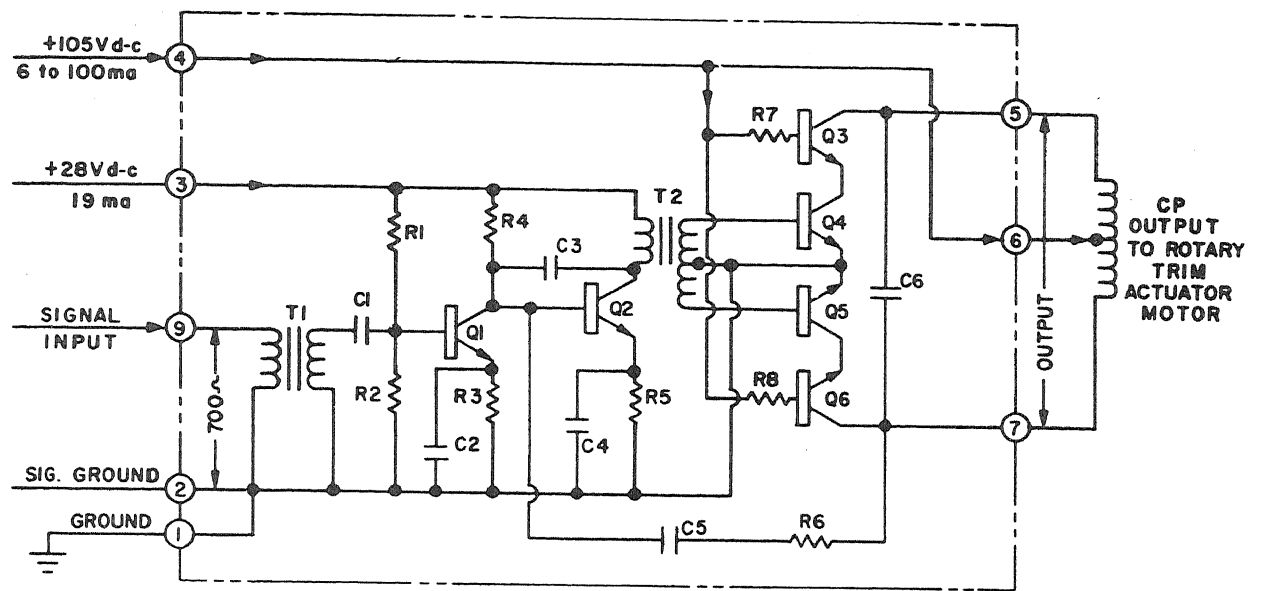 +105Vd-c
6 to 100ma
4
+28Vd-c
19 ma
3
SIGNAL
INPUT
9
700~
SIG. GROUND
2
GROUND
1
T1
C1
R1
R2
Q1
C2
R3
R4
C3
Q2
C4
R5
T2
R7
Q3
Q4
Q5
R8
Q6
C5
R6
C6
5
6
7
OUTPUT
CP
OUTPUT
TO ROTARY
TRIM
ACTUATOR
MOTOR